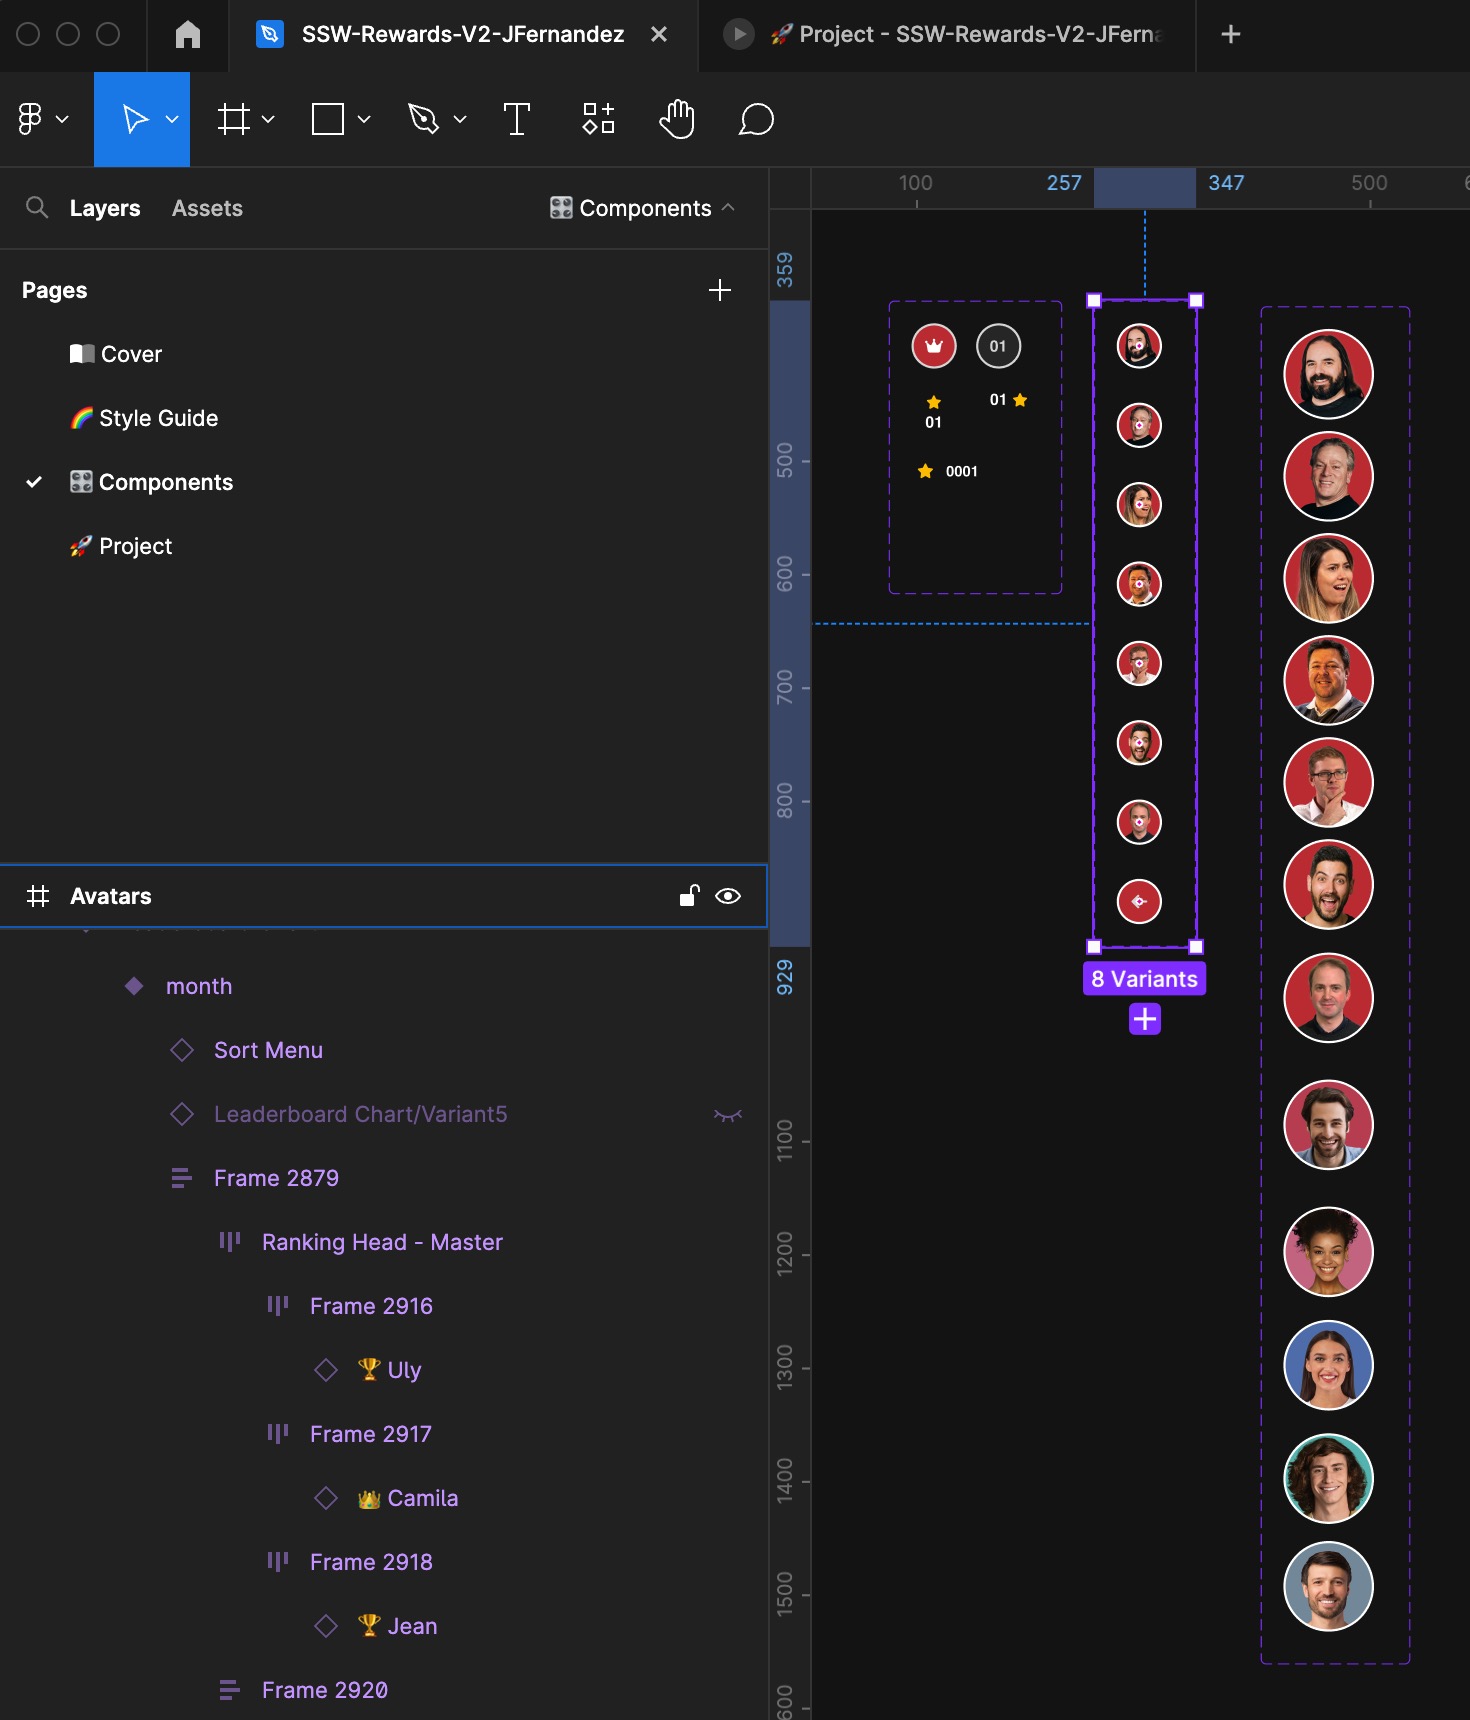 SSW-Rewards-V2-JFernandez
🚀 Project - SSW-Rewards-V2-JFerna
Layers
Assets
🎛️ Components
Pages
📖 Cover
🌈 Style Guide
🎛️ Components
🚀 Project
Avatars
month
Sort Menu
Leaderboard Chart/Variant5
Frame 2879
Ranking Head - Master
Frame 2916
🏆 Uly
Frame 2917
👑 Camila
Frame 2918
🏆 Jean
Frame 2920
100
257
347
500
359
500
600
700
800
929
1100
1200
1300
1400
1500
01
01
01
0001
8 Variants